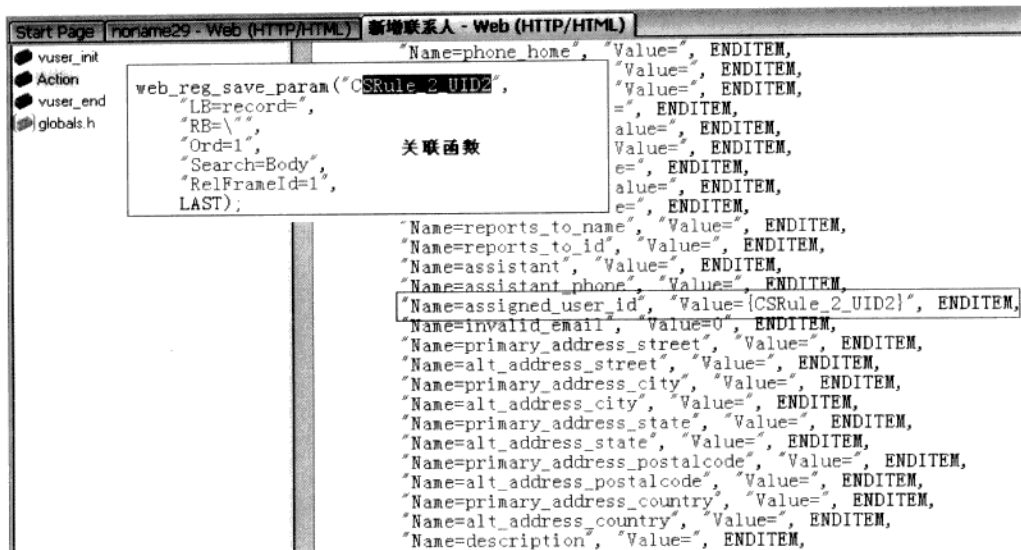 Start Page noname29 - Web (HTTP/HTML) 新增联系人 - Web (HTTP/HTML)
vuser_init
Action
vuser_end
globals.h
web_reg_save_param("CSRule_2_UID2",
"LB=record=",
"RB=\"",
"Ord=1",
"Search=Body",
"RelFrameId=1",
LAST);
关联函数
"Name=phone_home", "Value=", ENDITEM,
"Value=", ENDITEM,
"Value=", ENDITEM,
=", ENDITEM,
alue=", ENDITEM,
Value=", ENDITEM,
e=", ENDITEM,
alue=", ENDITEM,
e=", ENDITEM,
"Name=reports_to_name", "Value=", ENDITEM,
"Name=reports_to_id", "Value=", ENDITEM,
"Name=assistant", "Value=", ENDITEM,
"Name=assistant_phone", "Value=", ENDITEM,
"Name=assigned_user_id", "Value={CSRule_2_UID2}", ENDITEM,
"Name=invalid_email", "Value=0", ENDITEM,
"Name=primary_address_street", "Value=", ENDITEM,
"Name=alt_address_street", "Value=", ENDITEM,
"Name=primary_address_city", "Value=", ENDITEM,
"Name=alt_address_city", "Value=", ENDITEM,
"Name=primary_address_state", "Value=", ENDITEM,
"Name=alt_address_state", "Value=", ENDITEM,
"Name=primary_address_postalcode", "Value=", ENDITEM,
"Name=alt_address_postalcode", "Value=", ENDITEM,
"Name=primary_address_country", "Value=", ENDITEM,
"Name=alt_address_country", "Value=", ENDITEM,
"Name=description", "Value=", ENDITEM,